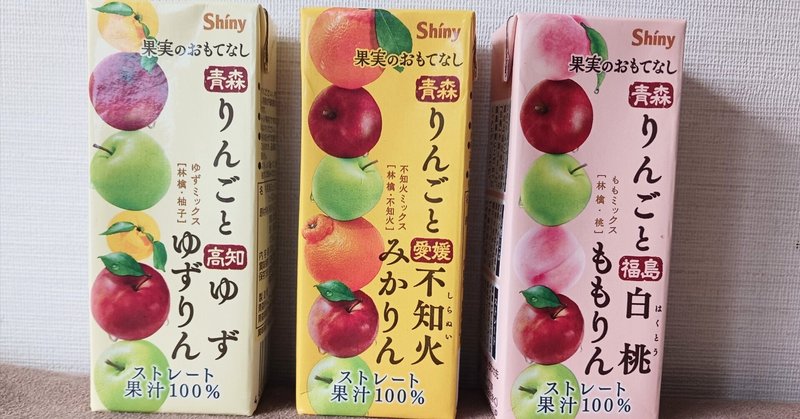 Shiny
果実のおもてなし
青森
りんごと
高知
ゆず
ゆずりん
ゆずミックス
[林檎・柚子]
ストレート
果汁100%
Shiny
果実のおもてなし
青森
りんごと
愛媛
不知火
しらぬい
みかりん
不知火ミックス
[林檎・不知火]
ストレート
果汁100%
Shiny
果実のおもてなし
青森
りんごと
福島
白桃
はくとう
ももりん
ももミックス
[林檎・桃]
ストレート
果汁100%